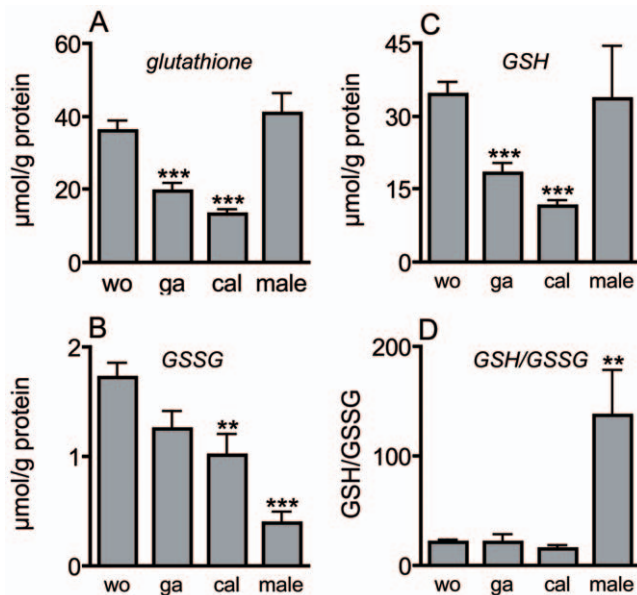 A
glutathione
µmol/g protein
60
40
20
0
***
***
wo ga cal male
C
GSH
µmol/g protein
45
30
15
0
***
***
wo ga cal male
B
GSSG
µmol/g protein
2
1
0
**
***
wo ga cal male
D
GSH/GSSG
GSH/GSSG
200
100
0
**
wo ga cal male